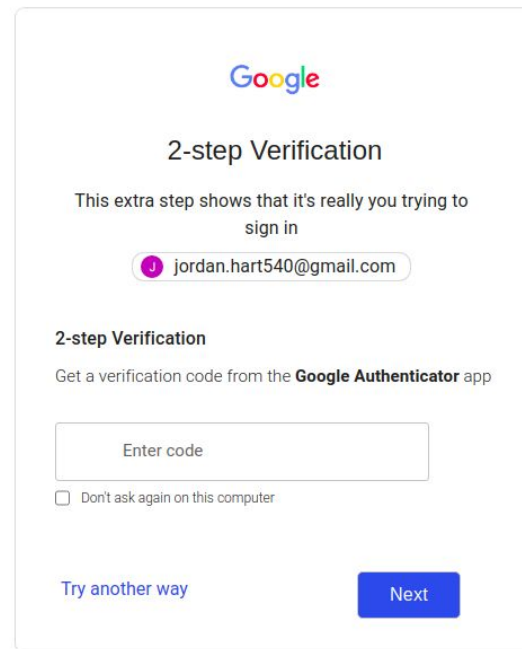 Google
2-step Verification
This extra step shows that it's really you trying to
sign in
J jordan.hart540@gmail.com
2-step Verification
Get a verification code from the Google Authenticator app
Enter code
Don't ask again on this computer
Try another way
Next